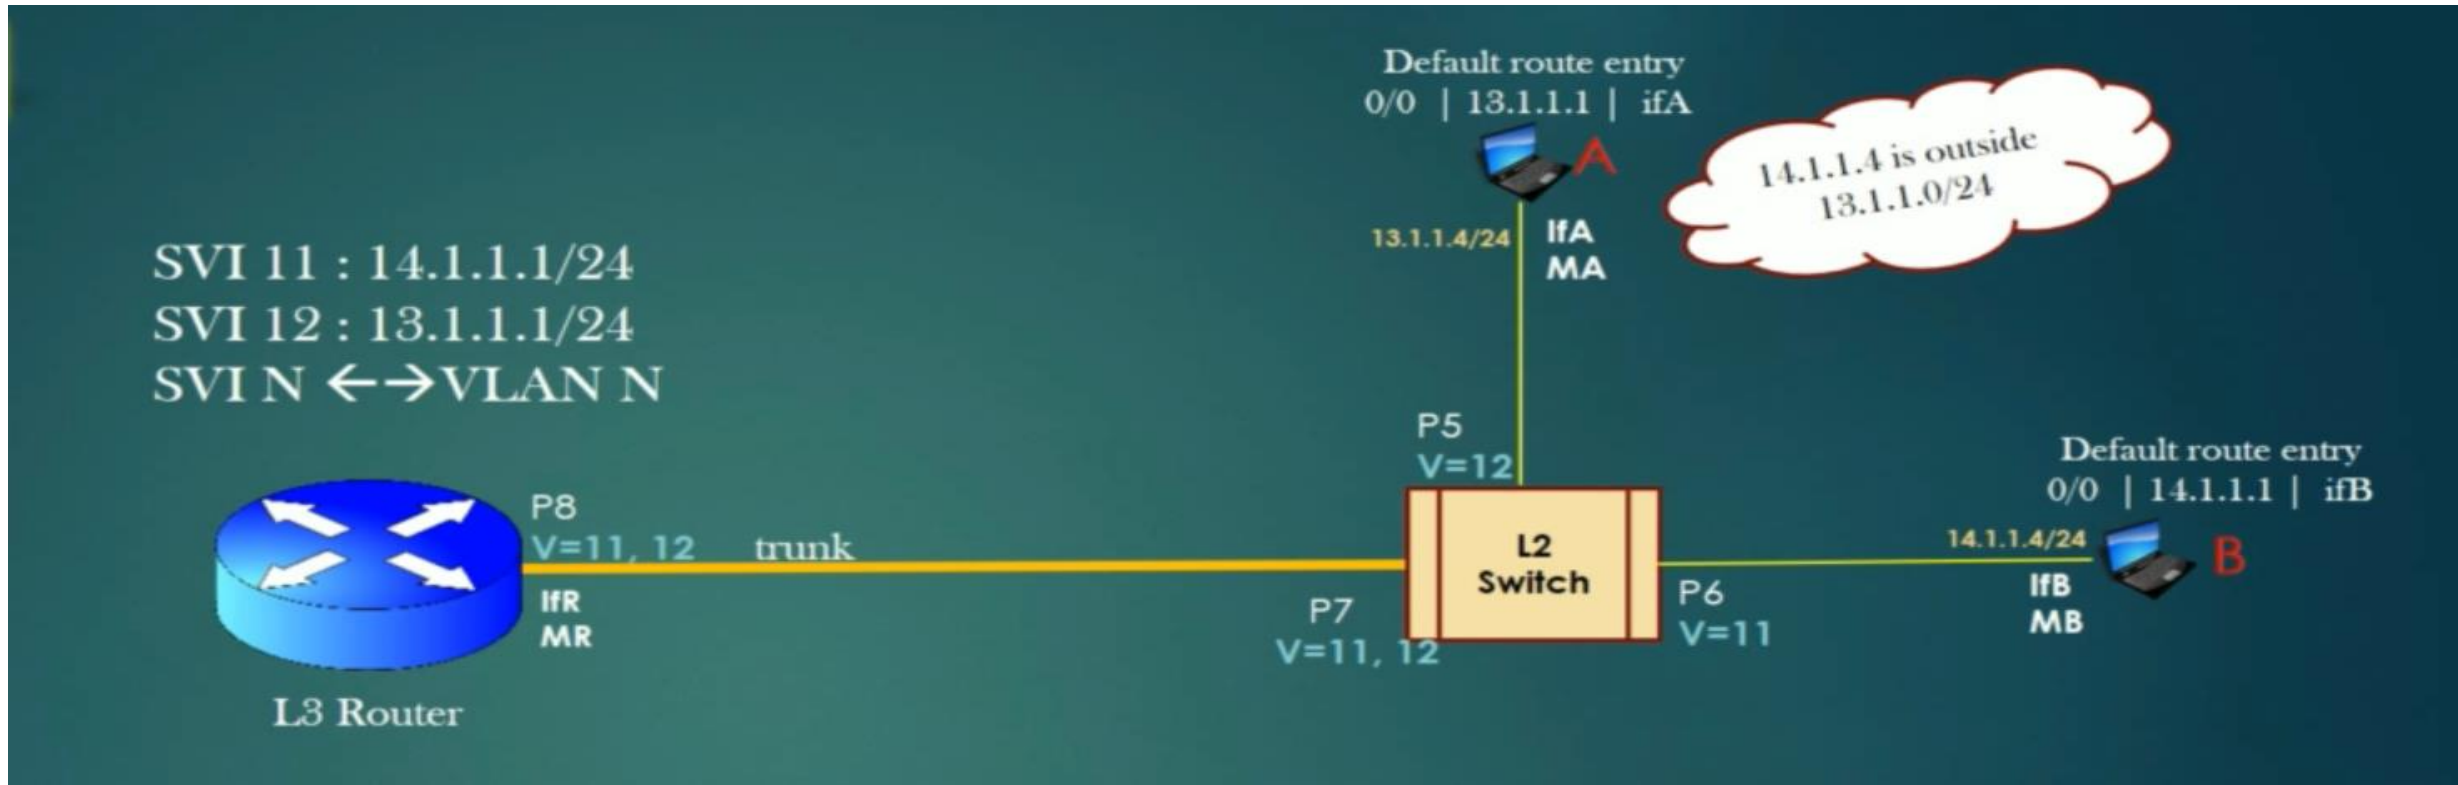 Default route entry
0/0 | 13.1.1.1 | ifA
A
14.1.1.4 is outside
13.1.1.0/24
13.1.1.4/24
IfA
MA
SVI 11 : 14.1.1.1/24
SVI 12 : 13.1.1.1/24
SVI N ←→VLAN N
P5
V=12
Default route entry
0/0 | 14.1.1.1 | ifB
P8
V=11, 12
trunk
L2
Switch
14.1.1.4/24
B
IfR
MR
P7
V=11, 12
P6
V=11
IfB
MB
L3 Router